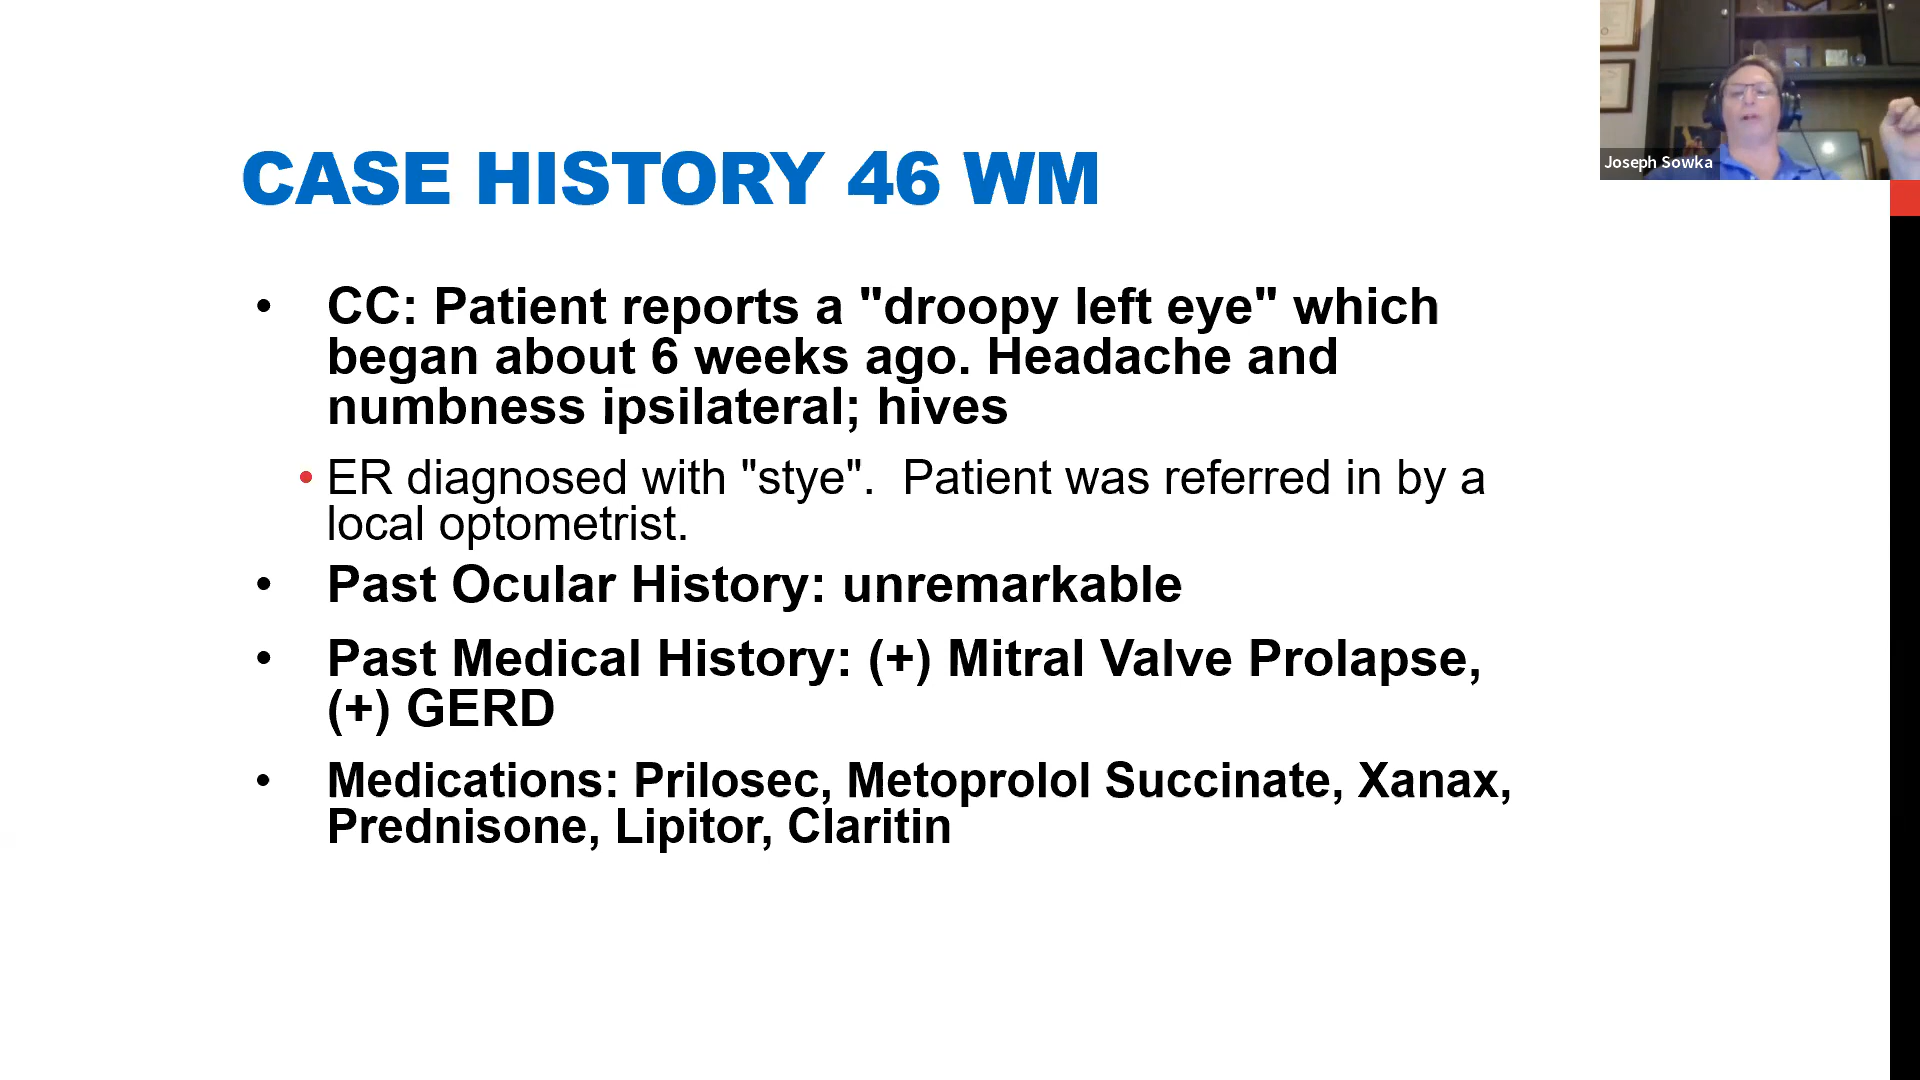 CASE HISTORY 46 WM
• CC: Patient reports a "droopy left eye" which
began about 6 weeks ago. Headache and
numbness ipsilateral; hives
• ER diagnosed with "stye".  Patient was referred in by a
local optometrist.
• Past Ocular History: unremarkable
• Past Medical History: (+) Mitral Valve Prolapse,
(+) GERD
• Medications: Prilosec, Metoprolol Succinate, Xanax,
Prednisone, Lipitor, Claritin
Joseph Sowka